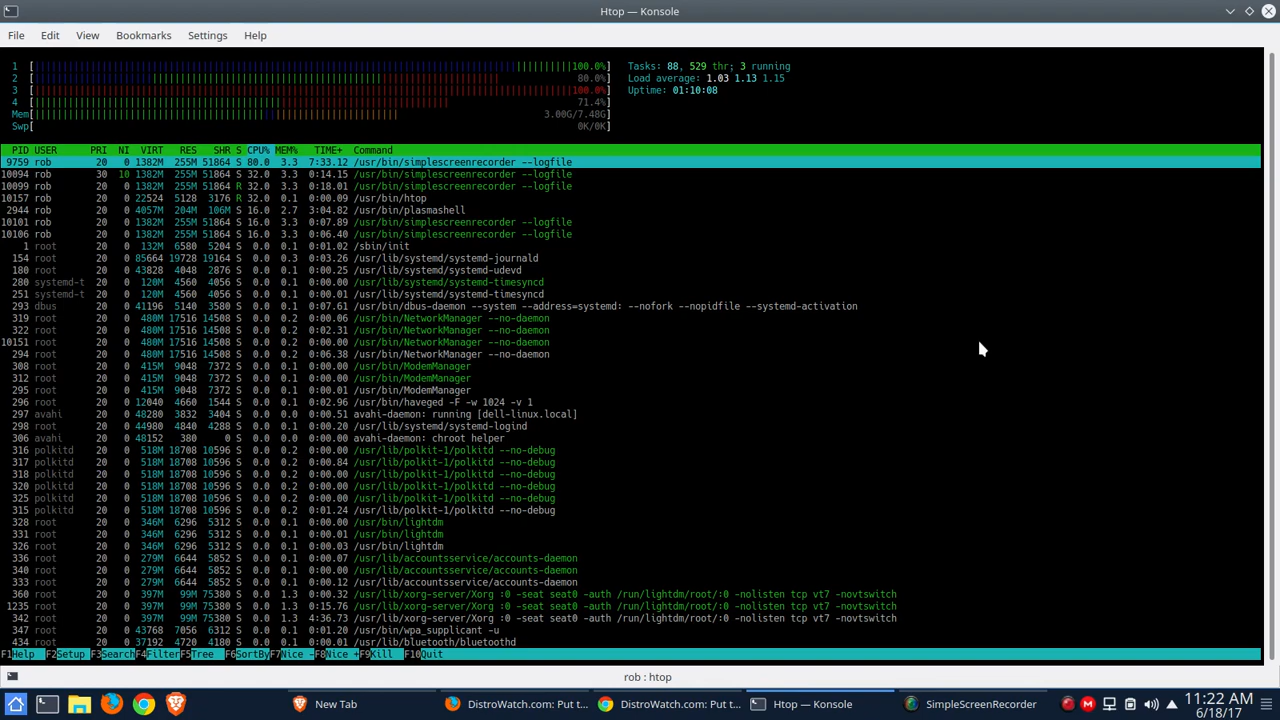 Htop — Konsole
File Edit View Bookmarks Settings Help
1 [100.0%] Tasks: 88, 529 thr; 3 running
2 [80.0%] Load average: 1.03 1.13 1.15
3 [100.0%] Uptime: 01:10:08
4 [71.4%]
Mem[3.00G/7.48G]
Swp[0K/0K]
PID USER PRI NI VIRT RES SHR S CPU% MEM% TIME+ Command
9759 rob 20 0 1382M 255M 51864 S 80.0 3.3 7:33.12 /usr/bin/simplescreenrecorder --logfile
10094 rob 30 10 1382M 255M 51864 S 32.0 3.3 0:14.15 /usr/bin/simplescreenrecorder --logfile
10099 rob 20 0 1382M 255M 51864 R 32.0 3.3 0:18.01 /usr/bin/simplescreenrecorder --logfile
10157 rob 20 0 22524 5128 3176 R 32.0 0.1 0:00.09 /usr/bin/htop
2944 rob 20 0 4057M 204M 106M S 16.0 2.7 3:04.82 /usr/bin/plasmashell
10101 rob 20 0 1382M 255M 51864 S 16.0 3.3 0:07.89 /usr/bin/simplescreenrecorder --logfile
10106 rob 20 0 1382M 255M 51864 S 16.0 3.3 0:06.40 /usr/bin/simplescreenrecorder --logfile
1 root 20 0 132M 6580 5204 S 0.0 0.1 0:01.02 /sbin/init
154 root 20 0 85664 19728 19164 S 0.0 0.3 0:03.26 /usr/lib/systemd/systemd-journald
180 root 20 0 43828 4048 2876 S 0.0 0.1 0:00.25 /usr/lib/systemd/systemd-udevd
280 systemd-t 20 0 120M 4560 4056 S 0.0 0.1 0:00.00 /usr/lib/systemd/systemd-timesyncd
251 systemd-t 20 0 120M 4560 4056 S 0.0 0.1 0:00.01 /usr/lib/systemd/systemd-timesyncd
293 dbus 20 0 41196 5140 3580 S 0.0 0.1 0:07.61 /usr/bin/dbus-daemon --system --address=systemd: --nofork --nopidfile --systemd-activation
319 root 20 0 480M 17516 14508 S 0.0 0.2 0:00.06 /usr/bin/NetworkManager --no-daemon
322 root 20 0 480M 17516 14508 S 0.0 0.2 0:02.31 /usr/bin/NetworkManager --no-daemon
10151 root 20 0 480M 17516 14508 S 0.0 0.2 0:00.00 /usr/bin/NetworkManager --no-daemon
294 root 20 0 480M 17516 14508 S 0.0 0.2 0:06.38 /usr/bin/NetworkManager --no-daemon
308 root 20 0 415M 9048 7372 S 0.0 0.1 0:00.00 /usr/bin/ModemManager
312 root 20 0 415M 9048 7372 S 0.0 0.1 0:00.00 /usr/bin/ModemManager
295 root 20 0 415M 9048 7372 S 0.0 0.1 0:00.01 /usr/bin/ModemManager
296 root 20 0 12040 4660 1544 S 0.0 0.1 0:02.96 /usr/bin/haveged -F -w 1024 -v 1
297 avahi 20 0 48280 3832 3404 S 0.0 0.0 0:00.51 avahi-daemon: running [dell-linux.local]
298 root 20 0 44980 4840 4288 S 0.0 0.1 0:00.20 /usr/lib/systemd/systemd-logind
306 avahi 20 0 48152 380 0 S 0.0 0.0 0:00.00 avahi-daemon: chroot helper
316 polkitd 20 0 518M 18708 10596 S 0.0 0.2 0:00.00 /usr/lib/polkit-1/polkitd --no-debug
317 polkitd 20 0 518M 18708 10596 S 0.0 0.2 0:00.84 /usr/lib/polkit-1/polkitd --no-debug
318 polkitd 20 0 518M 18708 10596 S 0.0 0.2 0:00.00 /usr/lib/polkit-1/polkitd --no-debug
320 polkitd 20 0 518M 18708 10596 S 0.0 0.2 0:00.00 /usr/lib/polkit-1/polkitd --no-debug
325 polkitd 20 0 518M 18708 10596 S 0.0 0.2 0:00.00 /usr/lib/polkit-1/polkitd --no-debug
315 polkitd 20 0 518M 18708 10596 S 0.0 0.2 0:01.24 /usr/lib/polkit-1/polkitd --no-debug
328 root 20 0 346M 6296 5312 S 0.0 0.1 0:00.00 /usr/bin/lightdm
331 root 20 0 346M 6296 5312 S 0.0 0.1 0:00.01 /usr/bin/lightdm
326 root 20 0 346M 6296 5312 S 0.0 0.1 0:00.03 /usr/bin/lightdm
336 root 20 0 279M 6644 5852 S 0.0 0.1 0:00.07 /usr/lib/accountsservice/accounts-daemon
340 root 20 0 279M 6644 5852 S 0.0 0.1 0:00.00 /usr/lib/accountsservice/accounts-daemon
333 root 20 0 279M 6644 5852 S 0.0 0.1 0:00.12 /usr/lib/accountsservice/accounts-daemon
360 root 20 0 397M 99M 75380 S 0.0 1.3 0:00.32 /usr/lib/xorg-server/Xorg :0 -seat seat0 -auth /run/lightdm/root/:0 -nolisten tcp vt7 -novtswitch
1235 root 20 0 397M 99M 75380 S 0.0 1.3 0:15.76 /usr/lib/xorg-server/Xorg :0 -seat seat0 -auth /run/lightdm/root/:0 -nolisten tcp vt7 -novtswitch
342 root 20 0 397M 99M 75380 S 0.0 1.3 4:36.73 /usr/lib/xorg-server/Xorg :0 -seat seat0 -auth /run/lightdm/root/:0 -nolisten tcp vt7 -novtswitch
347 root 20 0 43768 7056 6312 S 0.0 0.1 0:01.20 /usr/bin/wpa_supplicant -u
434 root 20 0 37192 4720 4180 S 0.0 0.1 0:00.01 /usr/lib/bluetooth/bluetoothd
F1Help F2Setup F3Search F4Filter F5Tree F6SortBy F7Nice - F8Nice + F9Kill F10Quit
rob : htop
New Tab DistroWatch.com: Put t... DistroWatch.com: Put t... Htop — Konsole SimpleScreenRecorder 11:22 AM
6/18/17